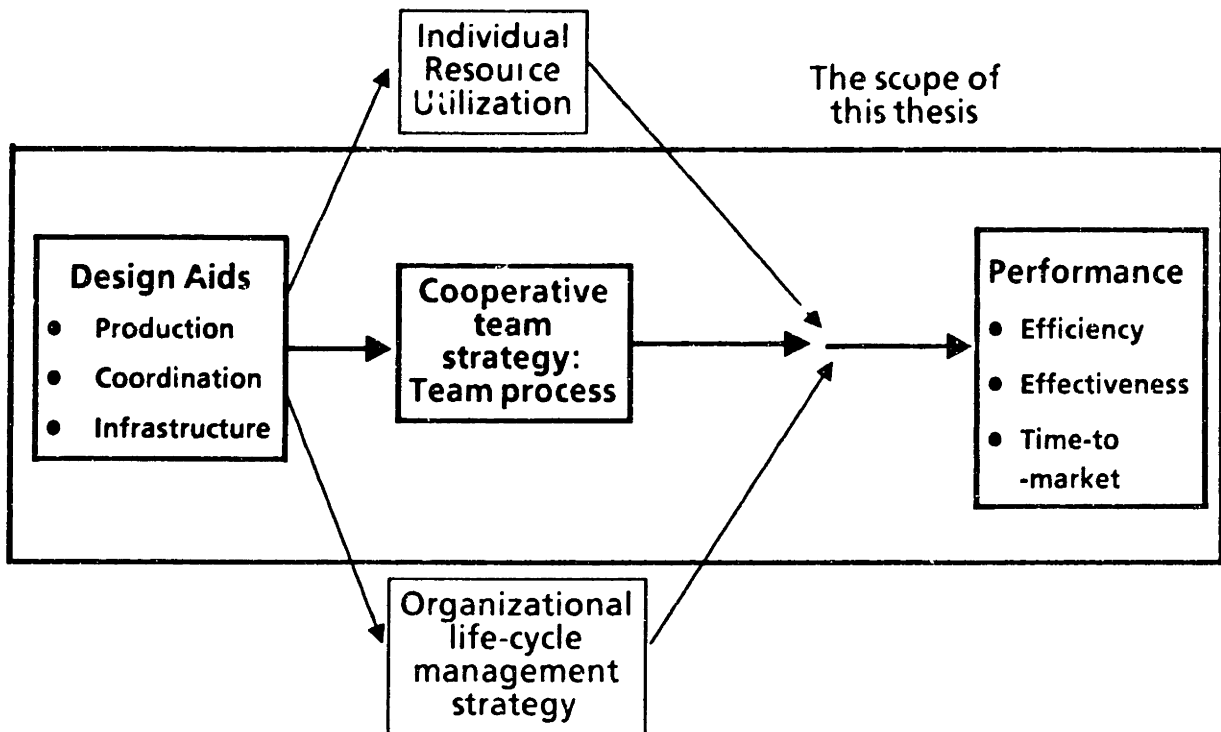 Individual
Resource
Utilization
The scope of
this thesis
Design Aids
• Production
• Coordination
• Infrastructure
Cooperative
team
strategy:
Team process
Performance
• Efficiency
• Effectiveness
• Time-to
-market
Organizational
life-cycle
management
strategy